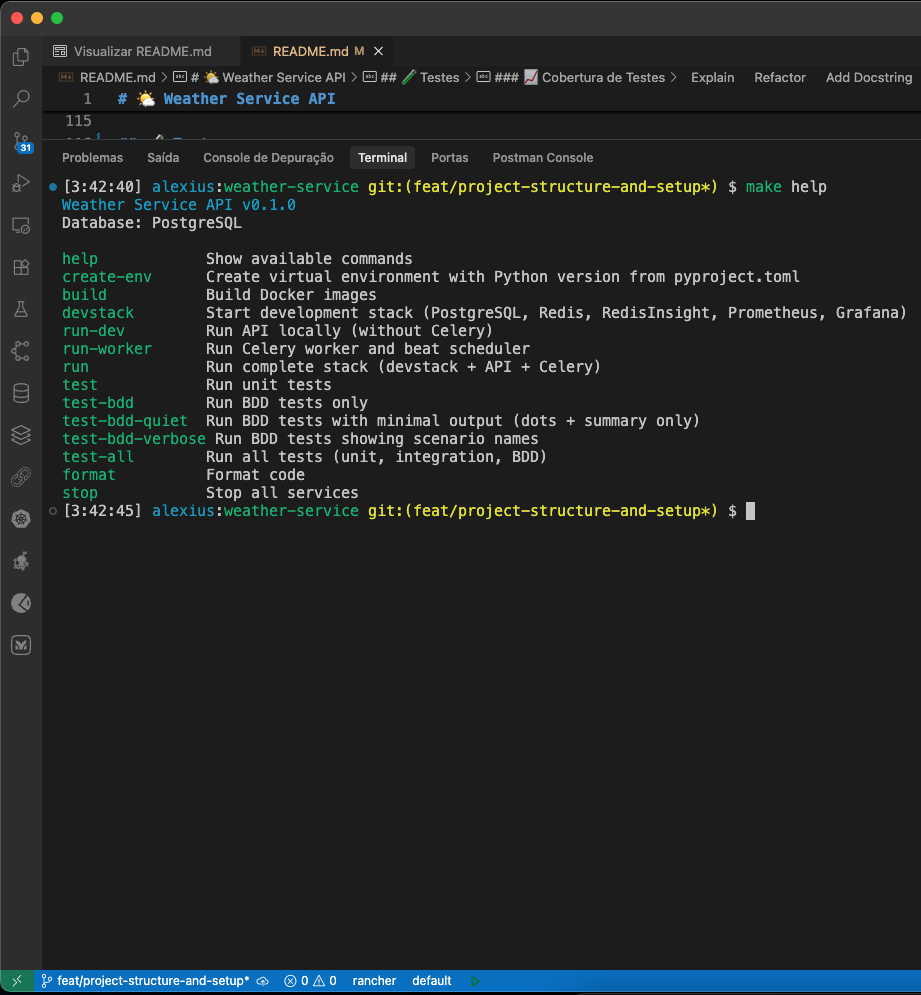 Visualizar README.md README.md M
README.md > # 🌤️ Weather Service API > ## 🧪 Testes > ### 📈 Cobertura de Testes > Explain Refactor Add Docstring
1 # 🌤️ Weather Service API
115
31
Problemas Saída Console de Depuração Terminal Portas Postman Console
[3:42:40] alexius:weather-service git:(feat/project-structure-and-setup*) $ make help
Weather Service API v0.1.0
Database: PostgreSQL
help Show available commands
create-env Create virtual environment with Python version from pyproject.toml
build Build Docker images
devstack Start development stack (PostgreSQL, Redis, RedisInsight, Prometheus, Grafana)
run-dev Run API locally (without Celery)
run-worker Run Celery worker and beat scheduler
run Run complete stack (devstack + API + Celery)
test Run unit tests
test-bdd Run BDD tests only
test-bdd-quiet Run BDD tests with minimal output (dots + summary only)
test-bdd-verbose Run BDD tests showing scenario names
test-all Run all tests (unit, integration, BDD)
format Format code
stop Stop all services
[3:42:45] alexius:weather-service git:(feat/project-structure-and-setup*) $
feat/project-structure-and-setup* 0 0 rancher default